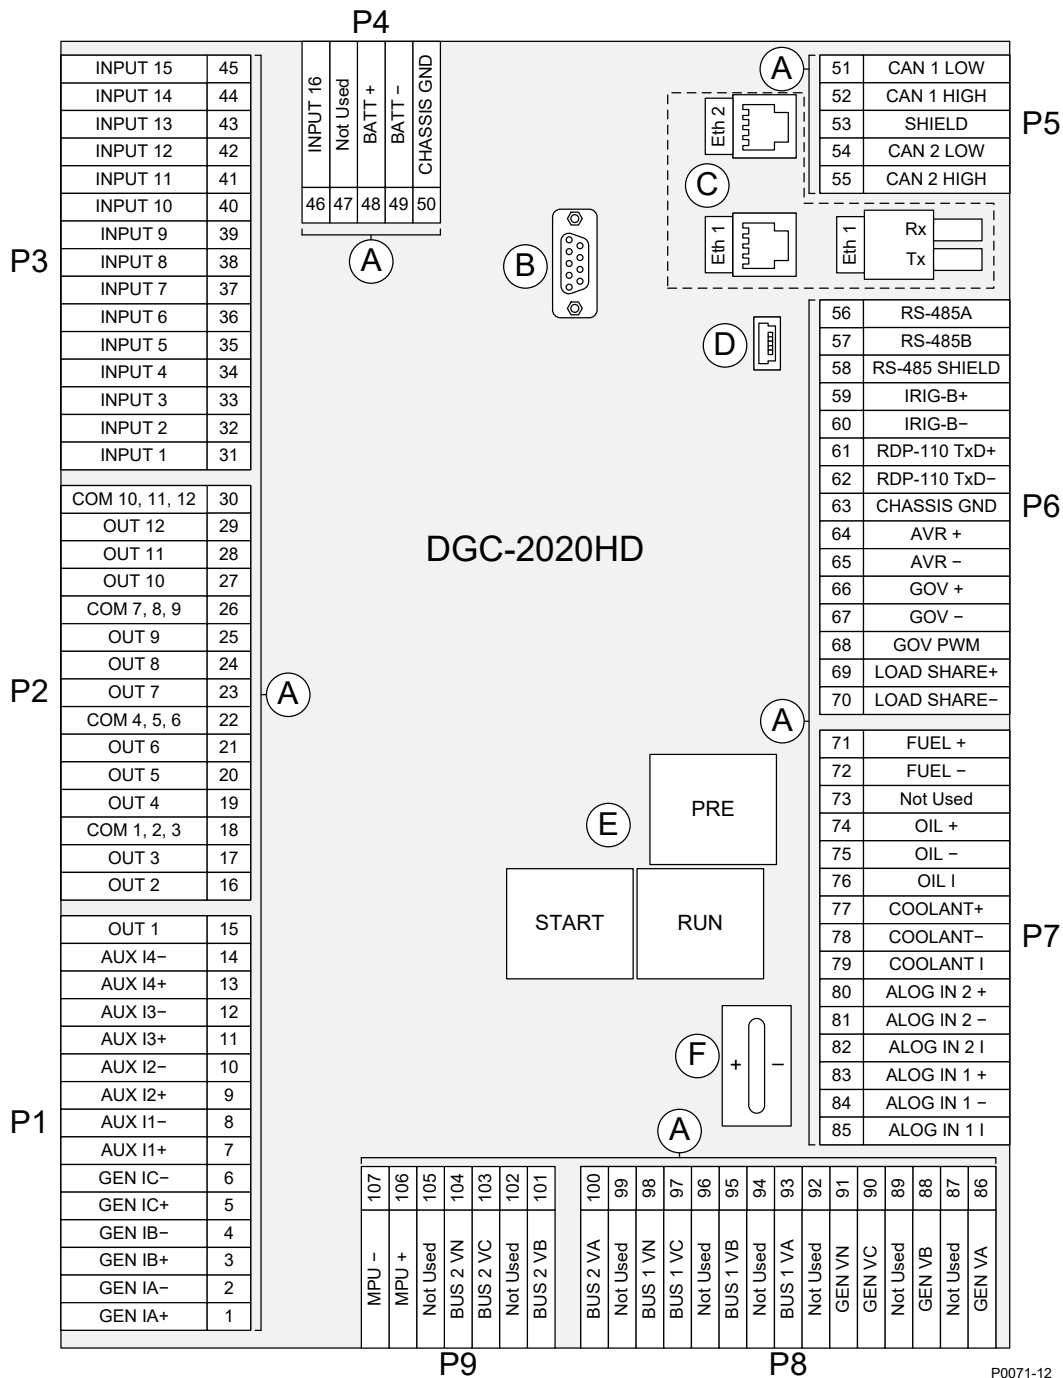 P4
INPUT 15 45
INPUT 14 44
INPUT 13 43
INPUT 12 42
INPUT 11 41
INPUT 10 40
INPUT 9 39
INPUT 8 38
INPUT 7 37
INPUT 6 36
INPUT 5 35
INPUT 4 34
INPUT 3 33
INPUT 2 32
INPUT 1 31
P3
COM 10, 11, 12 30
OUT 12 29
OUT 11 28
OUT 10 27
COM 7, 8, 9 26
OUT 9 25
OUT 8 24
OUT 7 23
COM 4, 5, 6 22
OUT 6 21
OUT 5 20
OUT 4 19
COM 1, 2, 3 18
OUT 3 17
OUT 2 16
P2
A
OUT 1 15
AUX I4− 14
AUX I4+ 13
AUX I3− 12
AUX I3+ 11
AUX I2− 10
AUX I2+ 9
AUX I1− 8
AUX I1+ 7
GEN IC− 6
GEN IC+ 5
GEN IB− 4
GEN IB+ 3
GEN IA− 2
GEN IA+ 1
P1
INPUT 16 46
Not Used 47
BATT + 48
BATT − 49
CHASSIS GND 50
A
B
Eth 2
C
Eth 1
Eth 1
Rx
Tx
D
DGC-2020HD
A
51 CAN 1 LOW
52 CAN 1 HIGH
53 SHIELD
54 CAN 2 LOW
55 CAN 2 HIGH
P5
56 RS-485A
57 RS-485B
58 RS-485 SHIELD
59 IRIG-B+
60 IRIG-B−
61 RDP-110 TxD+
62 RDP-110 TxD−
63 CHASSIS GND
64 AVR +
65 AVR −
66 GOV +
67 GOV −
68 GOV PWM
69 LOAD SHARE+
70 LOAD SHARE−
P6
A
71 FUEL +
72 FUEL −
73 Not Used
74 OIL +
75 OIL −
76 OIL I
77 COOLANT+
78 COOLANT−
79 COOLANT I
80 ALOG IN 2 +
81 ALOG IN 2 −
82 ALOG IN 2 I
83 ALOG IN 1 +
84 ALOG IN 1 −
85 ALOG IN 1 I
P7
E
PRE
START
RUN
F
+ −
A
107 MPU −
106 MPU +
105 Not Used
104 BUS 2 VN
103 BUS 2 VC
102 Not Used
101 BUS 2 VB
P9
100 BUS 2 VA
99 Not Used
98 BUS 1 VN
97 BUS 1 VC
96 Not Used
95 BUS 1 VB
94 Not Used
93 BUS 1 VA
92 Not Used
91 GEN VN
90 GEN VC
89 Not Used
88 GEN VB
87 Not Used
86 GEN VA
P8
P0071-12